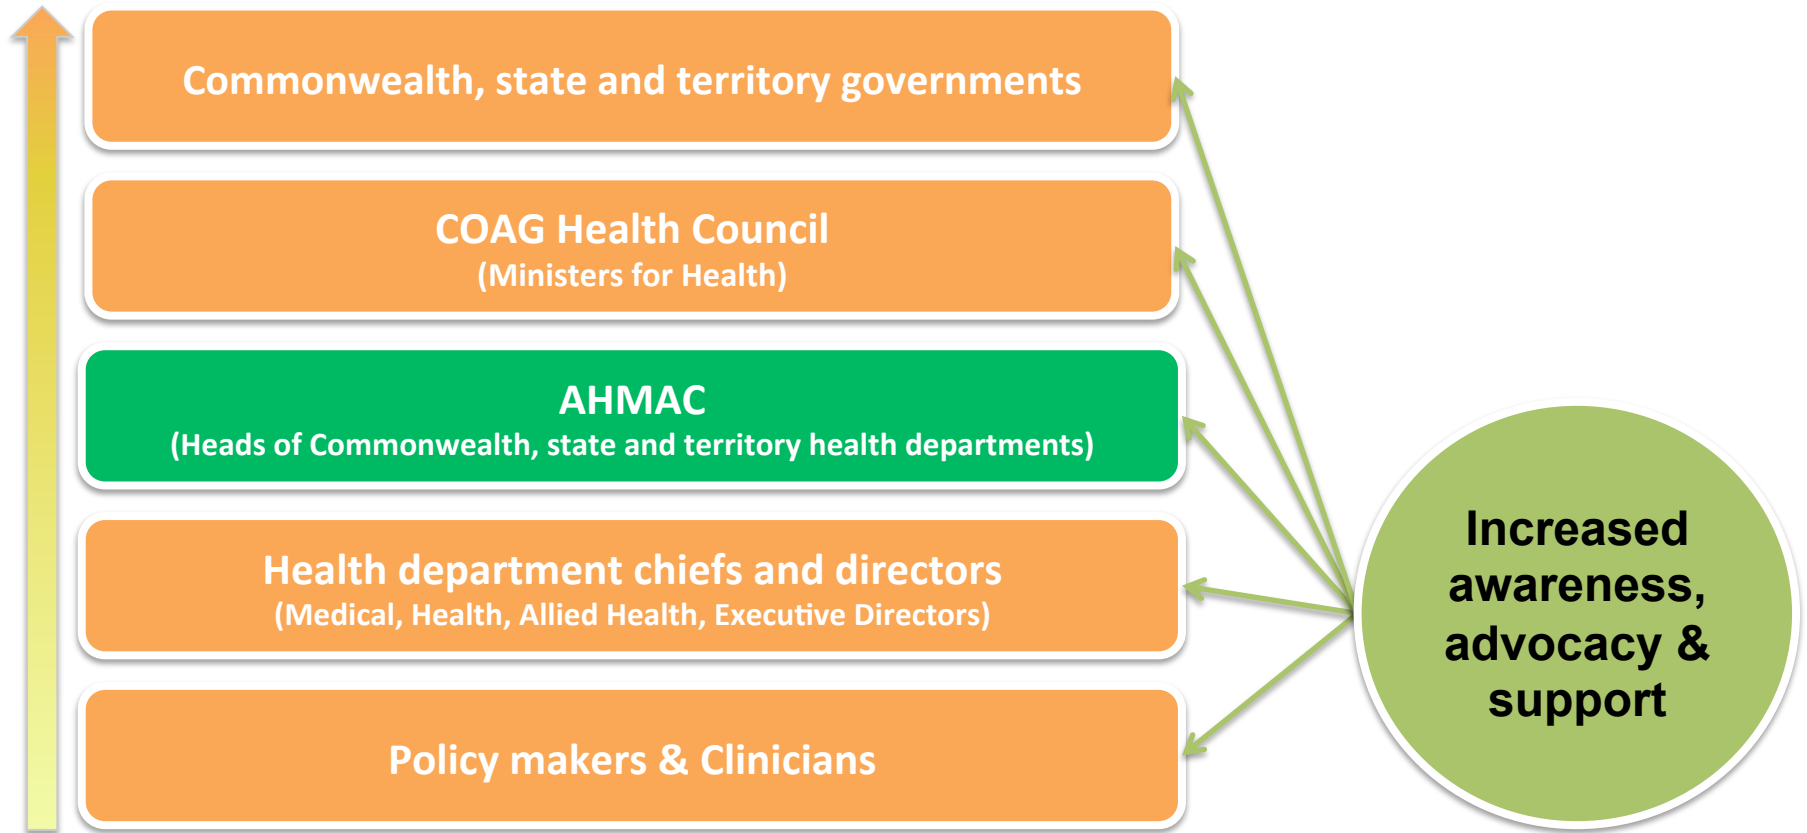 Commonwealth, state and territory governments
COAG Health Council
(Ministers for Health)
AHMAC
(Heads of Commonwealth, state and territory health departments)
Health department chiefs and directors
(Medical, Health, Allied Health, Executive Directors)
Policy makers & Clinicians
Increased
awareness,
advocacy &
support